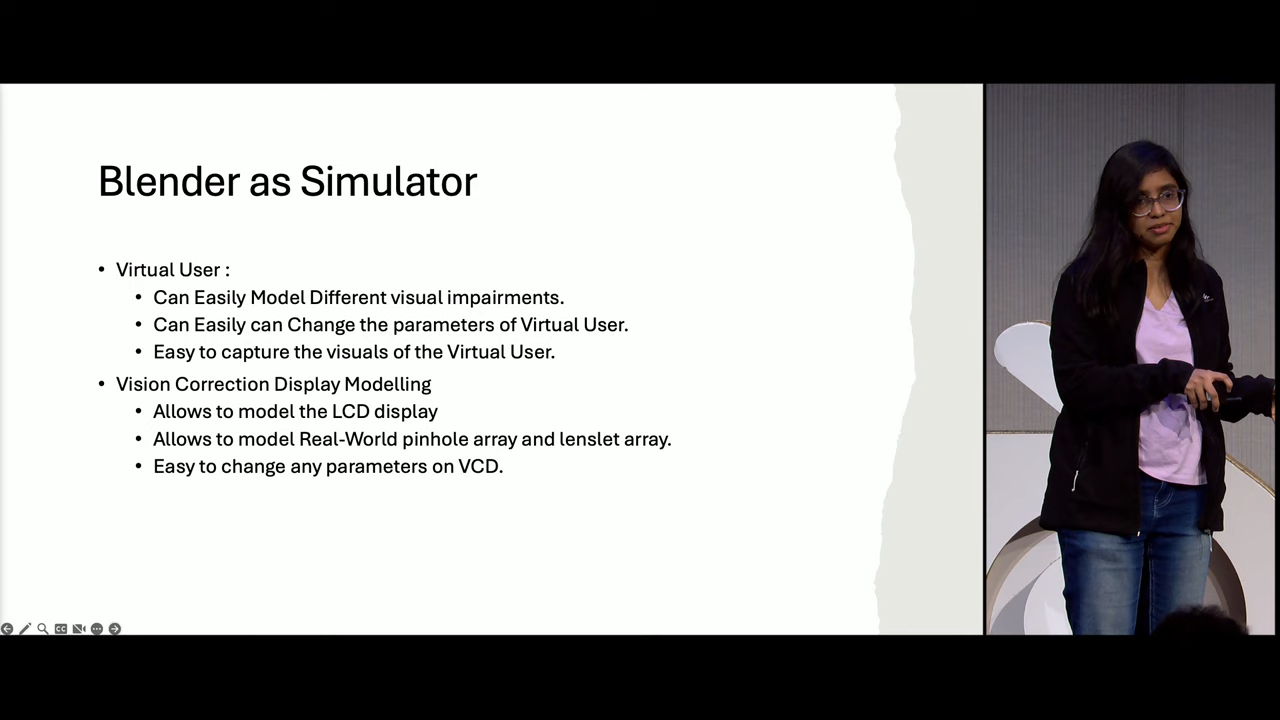 Blender as Simulator
• Virtual User :
• Can Easily Model Different visual impairments.
• Can Easily can Change the parameters of Virtual User.
• Easy to capture the visuals of the Virtual User.
• Vision Correction Display Modelling
• Allows to model the LCD display
• Allows to model Real-World pinhole array and lenslet array.
• Easy to change any parameters on VCD.
CC